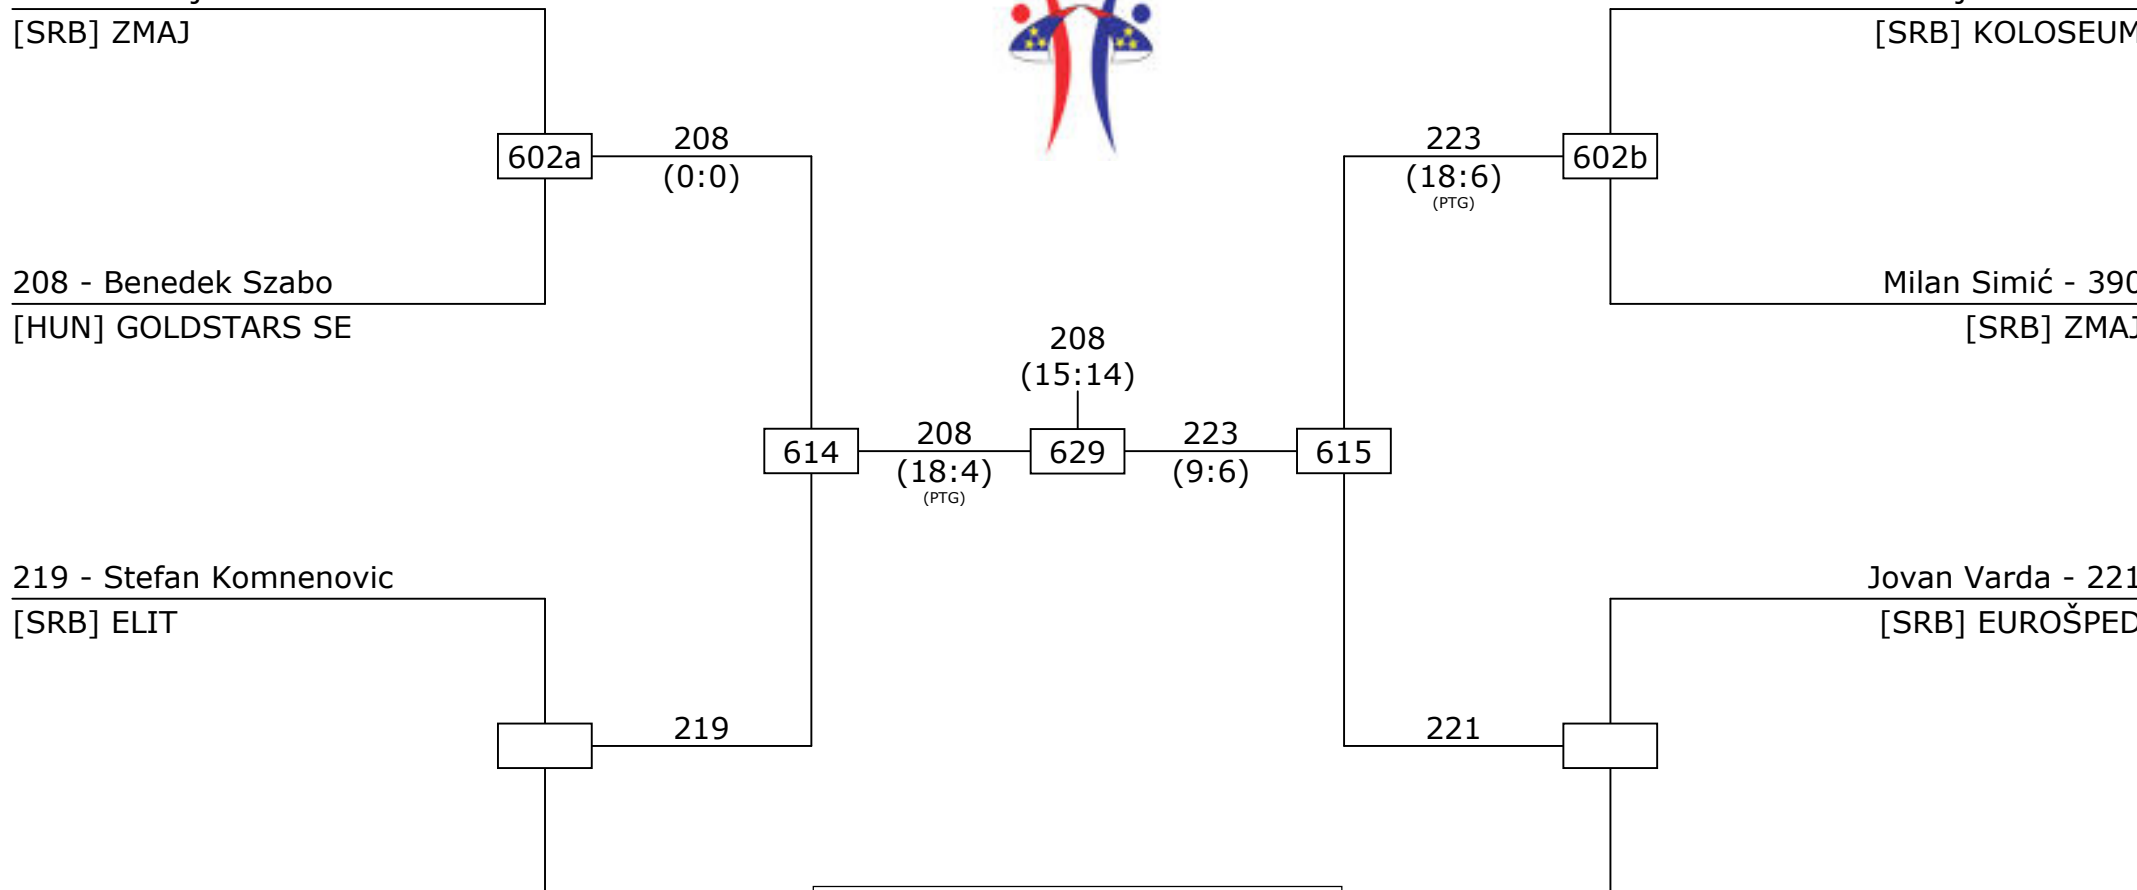 [SRB] ZMAJ
[SRB] KOLOSEUM
602a
208
(0:0)
223
(18:6)
(PTG)
602b
208 - Benedek Szabo
[HUN] GOLDSTARS SE
Milan Simić - 390
[SRB] ZMAJ
208
(15:14)
614
208
(18:4)
(PTG)
629
223
(9:6)
615
219 - Stefan Komnenovic
[SRB] ELIT
Jovan Varda - 221
[SRB] EUROŠPED
219
221